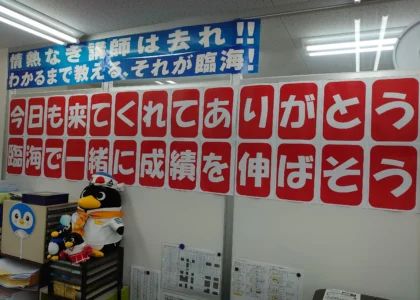 情熱なき講師は去れ!!
わかるまで教える、それが臨海!
今日も来てくれてありがとう
臨海で一緒に成績を伸ばそう